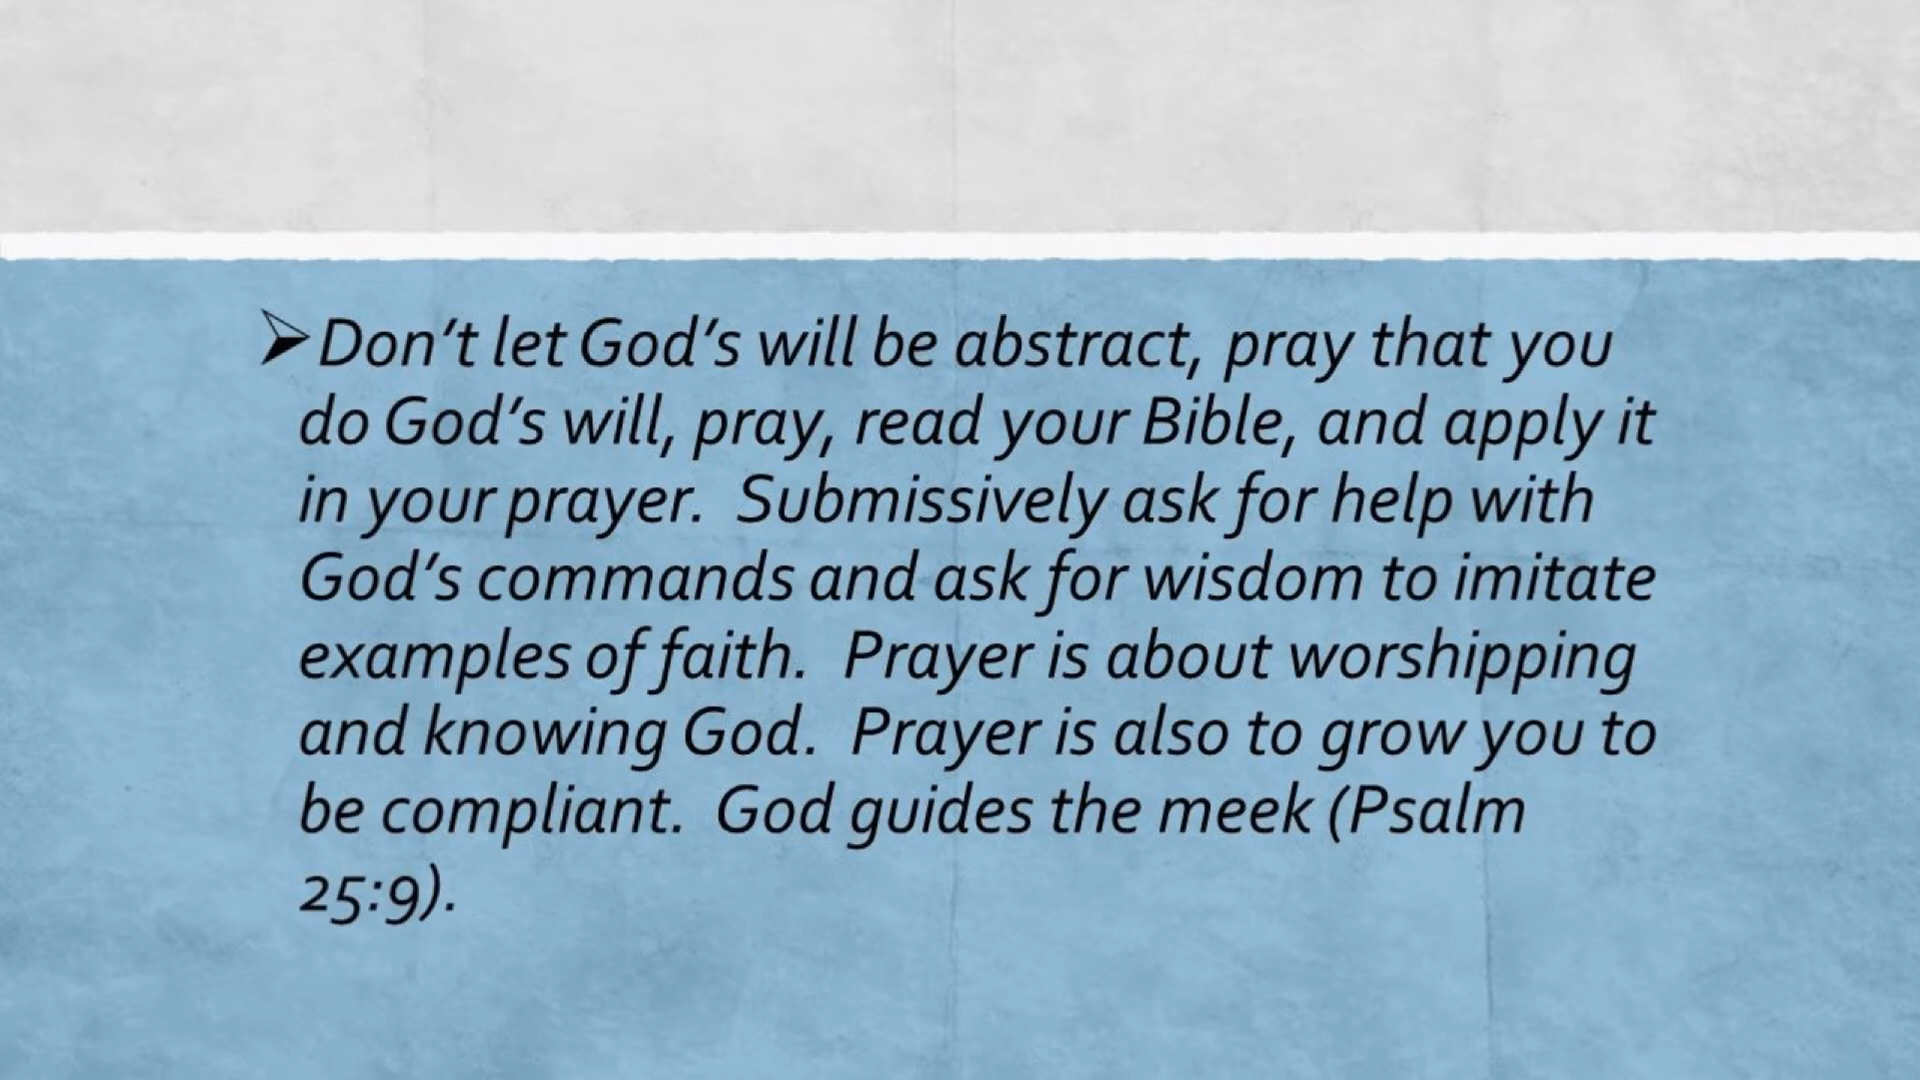 ➢Don't let God's will be abstract, pray that you
do God's will, pray, read your Bible, and apply it
in your prayer.  Submissively ask for help with
God's commands and ask for wisdom to imitate
examples of faith.  Prayer is about worshipping
and knowing God.  Prayer is also to grow you to
be compliant.  God guides the meek (Psalm
25:9).